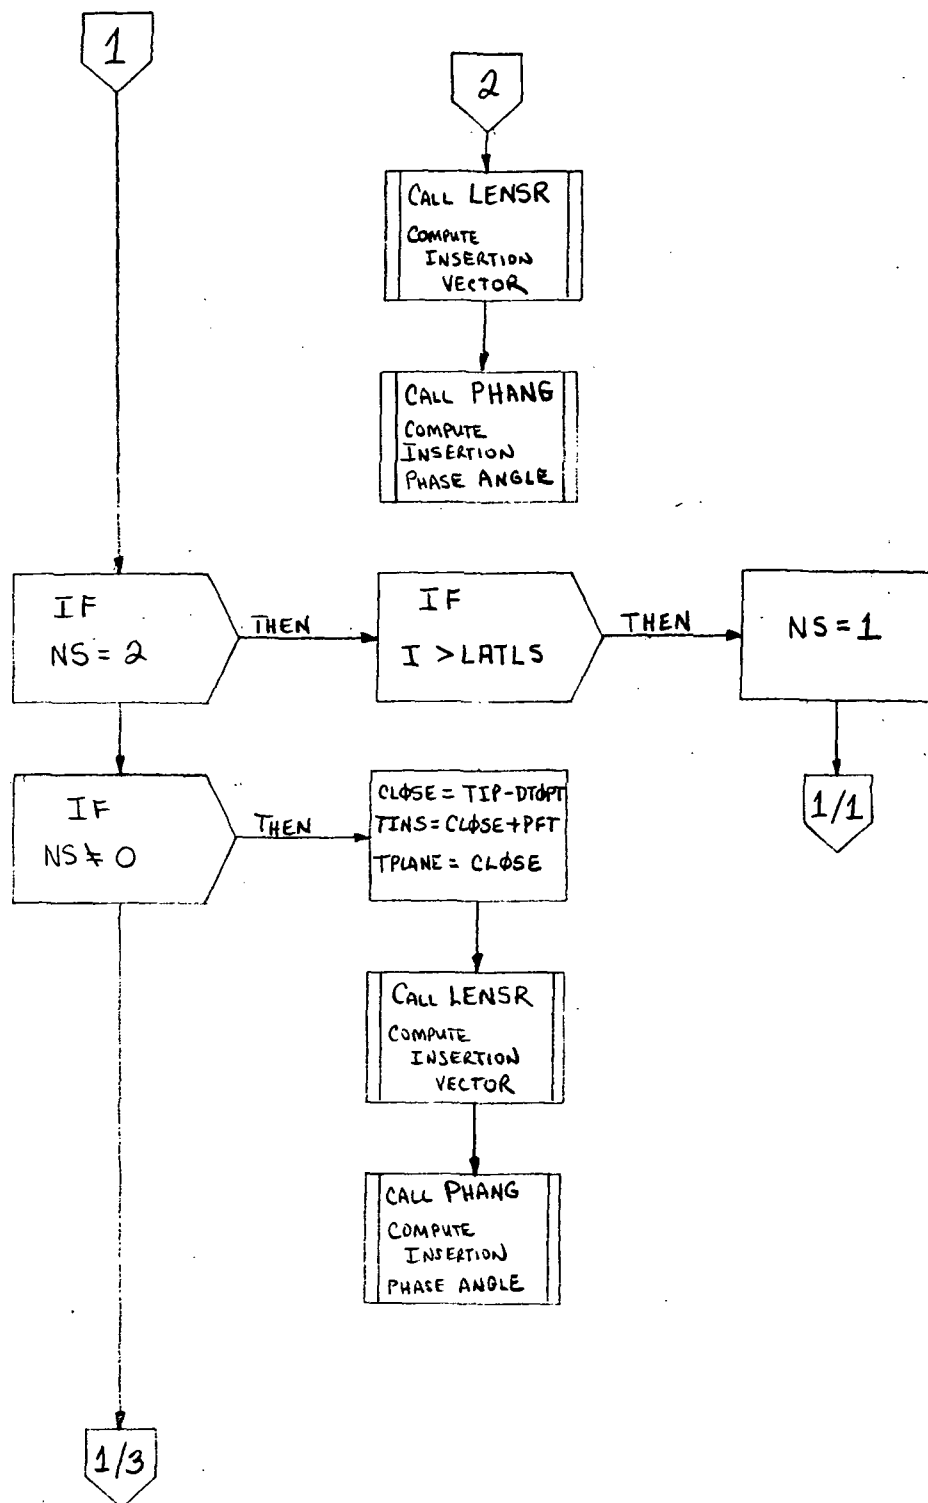 1
2
CALL LENSR
COMPUTE
INSERTION
VECTOR
CALL PHANG
COMPUTE
INSERTION
PHASE ANGLE
IF
NS = 2
THEN
IF
I > LATLS
THEN
NS = 1
1/1
IF
NS ≠ 0
THEN
CLØSE = TIP-DTØPT
TINS = CLØSE+PFT
TPLANE = CLØSE
CALL LENSR
COMPUTE
INSERTION
VECTOR
CALL PHANG
COMPUTE
INSERTION
PHASE ANGLE
1/3